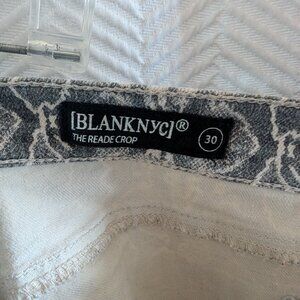 [BLANKNYC]®
THE READE CROP
30